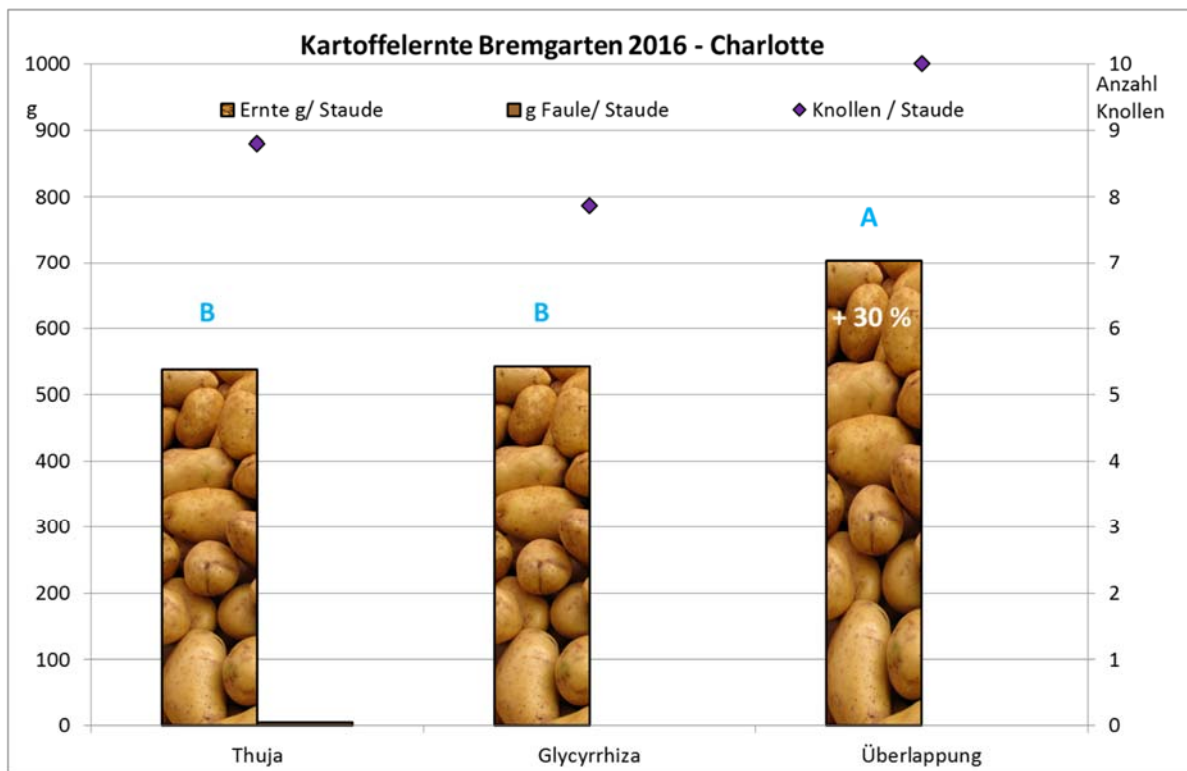 Kartoffelernte Bremgarten 2016 - Charlotte
1000
g
900
800
700
600
500
400
300
200
100
0
Ernte g/ Staude
g Faule/ Staude
Knollen / Staude
10
Anzahl
Knollen
9
8
7
6
5
4
3
2
1
0
B
B
A
+ 30 %
Thuja
Glycyrrhiza
Überlappung